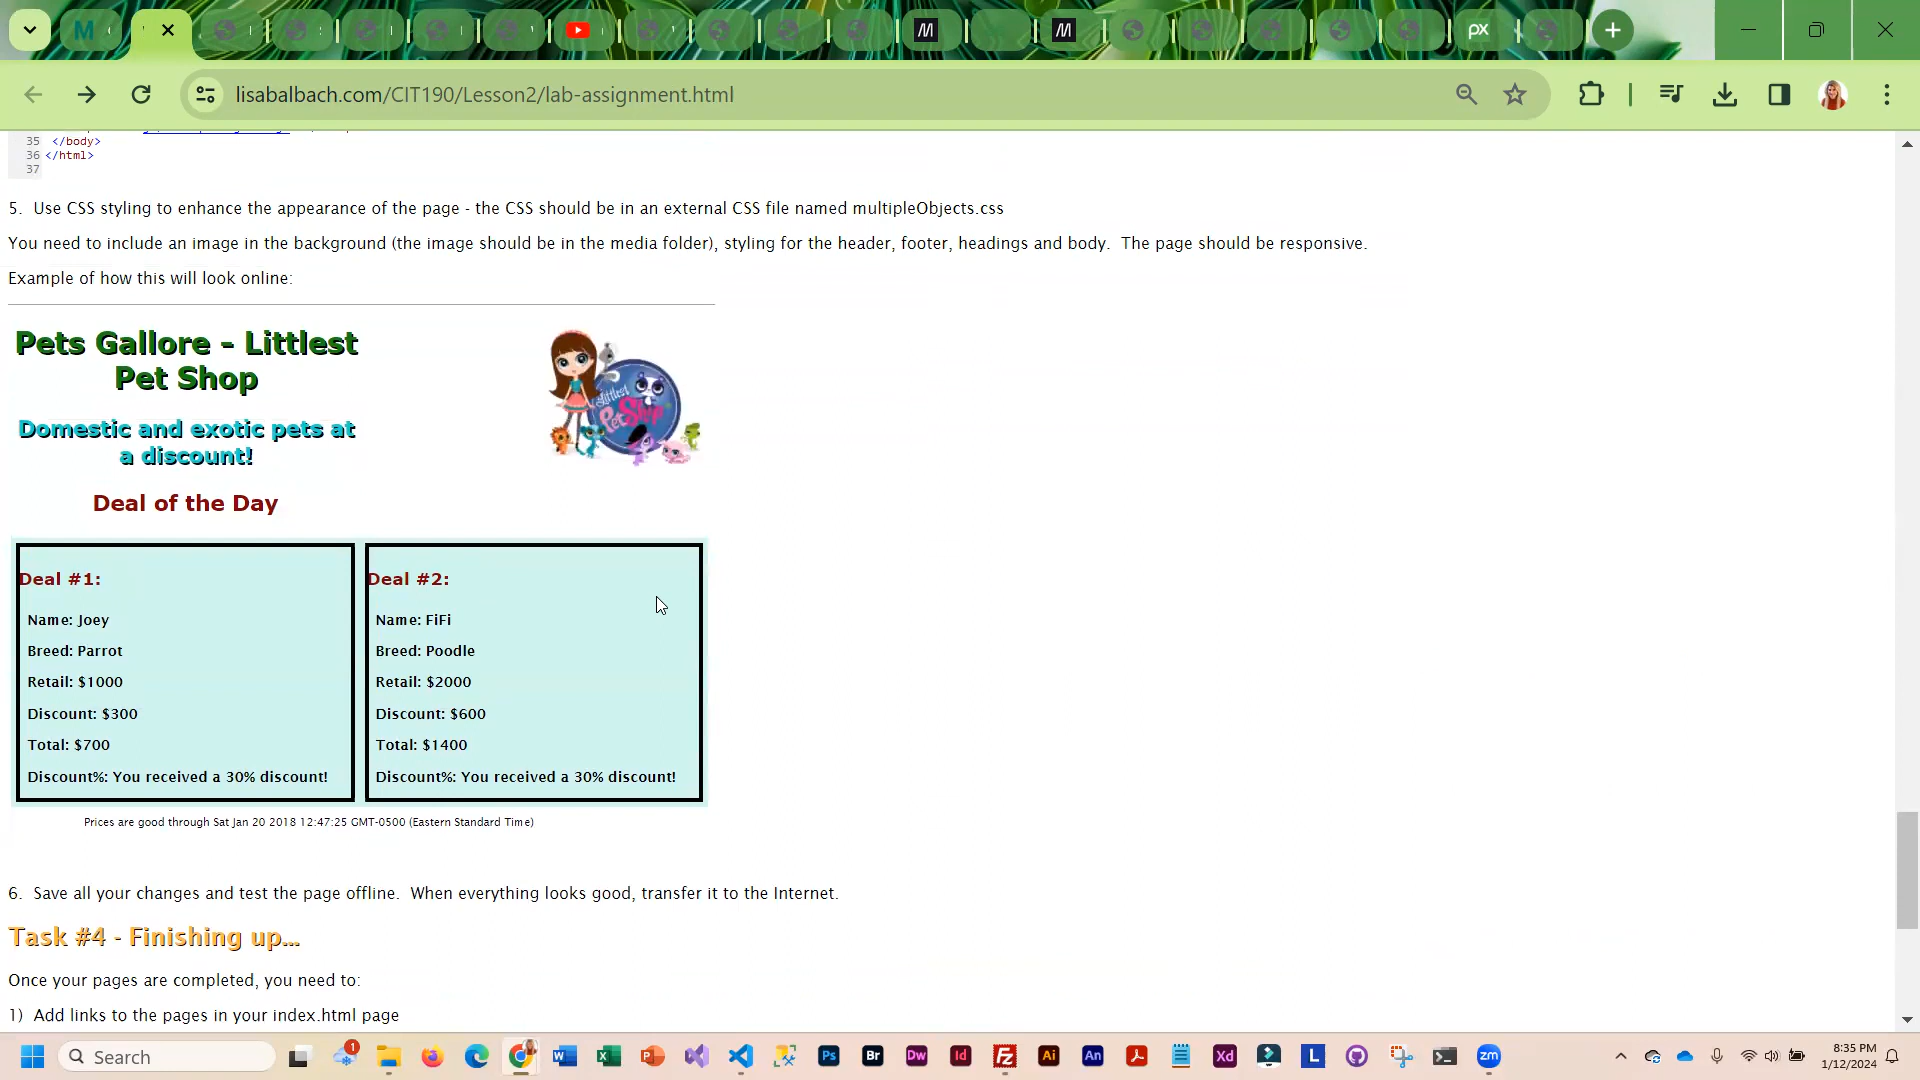 lisabalbach.com/CIT190/Lesson2/lab-assignment.html
35 </body>
36 </html>
37
5. Use CSS styling to enhance the appearance of the page - the CSS should be in an external CSS file named multipleObjects.css
You need to include an image in the background (the image should be in the media folder), styling for the header, footer, headings and body. The page should be responsive.
Example of how this will look online:
Pets Gallore - Littlest
Pet Shop
Domestic and exotic pets at
a discount!
Deal of the Day
Littlest
Pet Shop
Deal #1:
Name: Joey
Breed: Parrot
Retail: $1000
Discount: $300
Total: $700
Discount%: You received a 30% discount!
Deal #2:
Name: FiFi
Breed: Poodle
Retail: $2000
Discount: $600
Total: $1400
Discount%: You received a 30% discount!
Prices are good through Sat Jan 20 2018 12:47:25 GMT-0500 (Eastern Standard Time)
6. Save all your changes and test the page offline. When everything looks good, transfer it to the Internet.
Task #4 - Finishing up...
Once your pages are completed, you need to:
1) Add links to the pages in your index.html page
Search
8:35 PM
1/12/2024